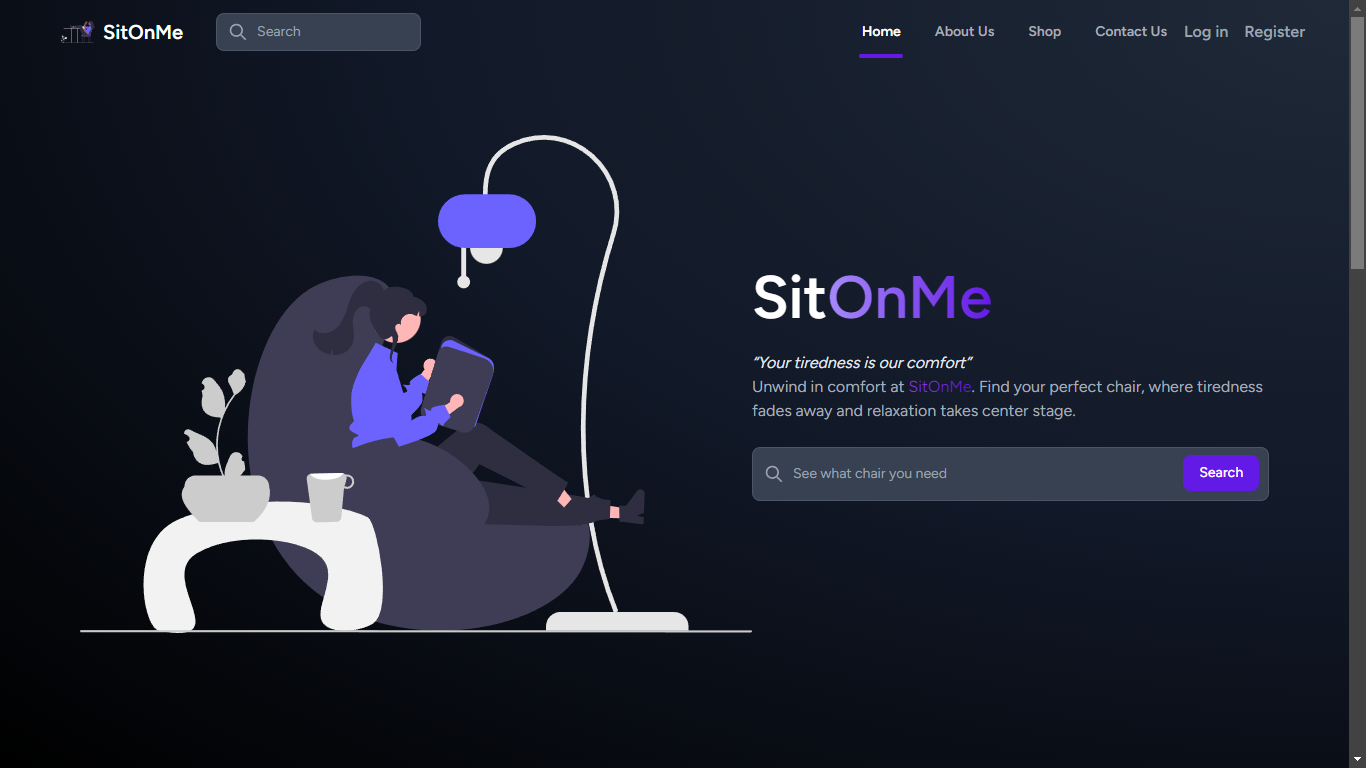 SitOnMe
Search
Home
About Us
Shop
Contact Us
Log in
Register
SitOnMe
“Your tiredness is our comfort”
Unwind in comfort at SitOnMe. Find your perfect chair, where tiredness
fades away and relaxation takes center stage.
See what chair you need
Search